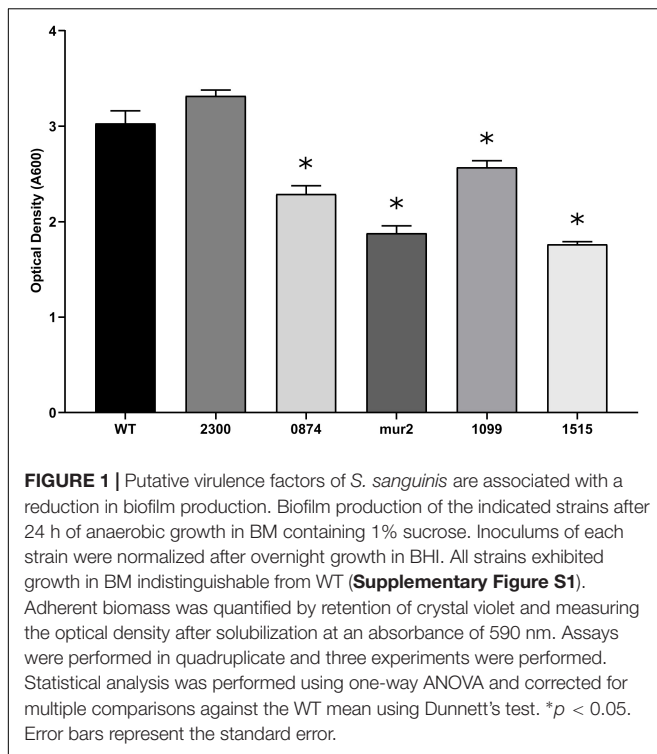 4
3
2
1
0
Optical Density (A600)
*
*
*
*
WT 2300 0874 mur2 1099 1515
FIGURE 1 | Putative virulence factors of S. sanguinis are associated with a
reduction in biofilm production. Biofilm production of the indicated strains after
24 h of anaerobic growth in BM containing 1% sucrose. Inoculums of each
strain were normalized after overnight growth in BHI. All strains exhibited
growth in BM indistinguishable from WT (Supplementary Figure S1).
Adherent biomass was quantified by retention of crystal violet and measuring
the optical density after solubilization at an absorbance of 590 nm. Assays
were performed in quadruplicate and three experiments were performed.
Statistical analysis was performed using one-way ANOVA and corrected for
multiple comparisons against the WT mean using Dunnett's test. *p < 0.05.
Error bars represent the standard error.